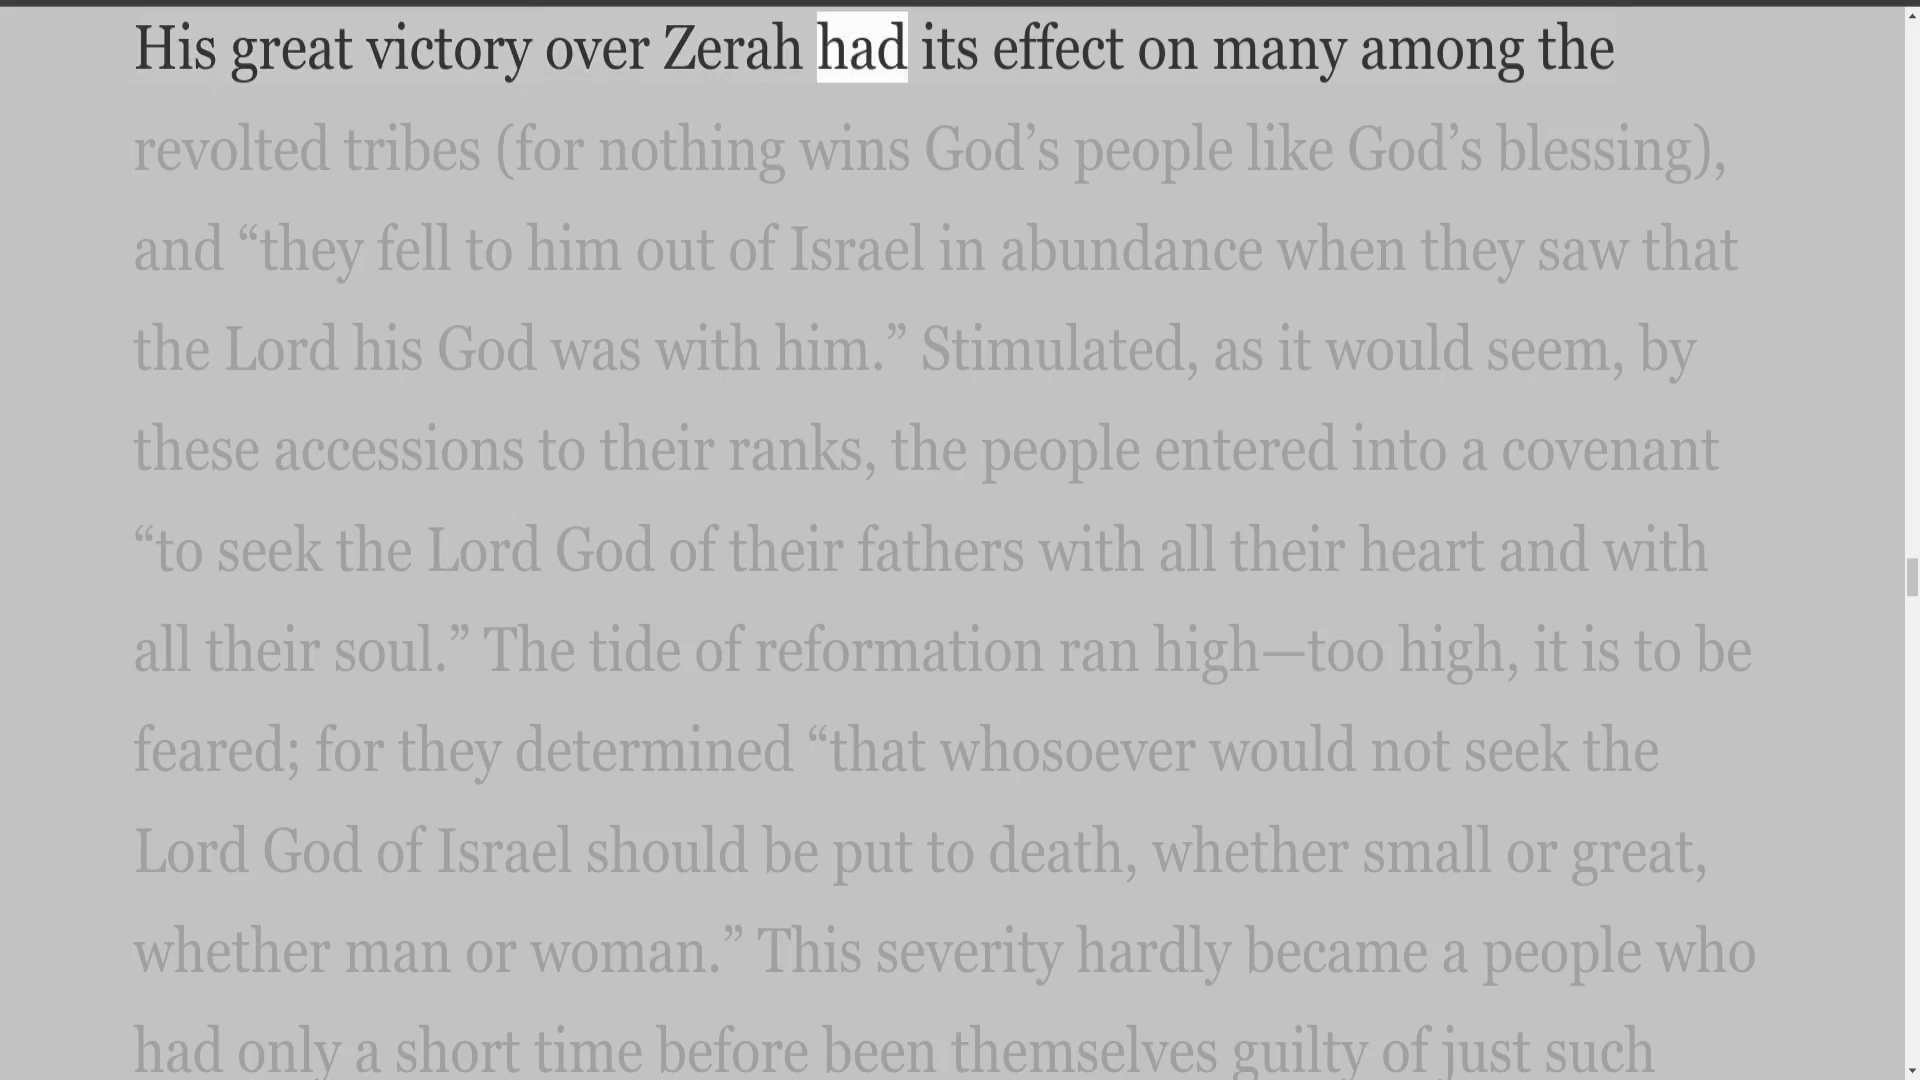 His great victory over Zerah had its effect on many among the
revolted tribes (for nothing wins God’s people like God’s blessing),
and “they fell to him out of Israel in abundance when they saw that
the Lord his God was with him.” Stimulated, as it would seem, by
these accessions to their ranks, the people entered into a covenant
“to seek the Lord God of their fathers with all their heart and with
all their soul.” The tide of reformation ran high—too high, it is to be
feared; for they determined “that whosoever would not seek the
Lord God of Israel should be put to death, whether small or great,
whether man or woman.” This severity hardly became a people who
had only a short time before been themselves guilty of just such